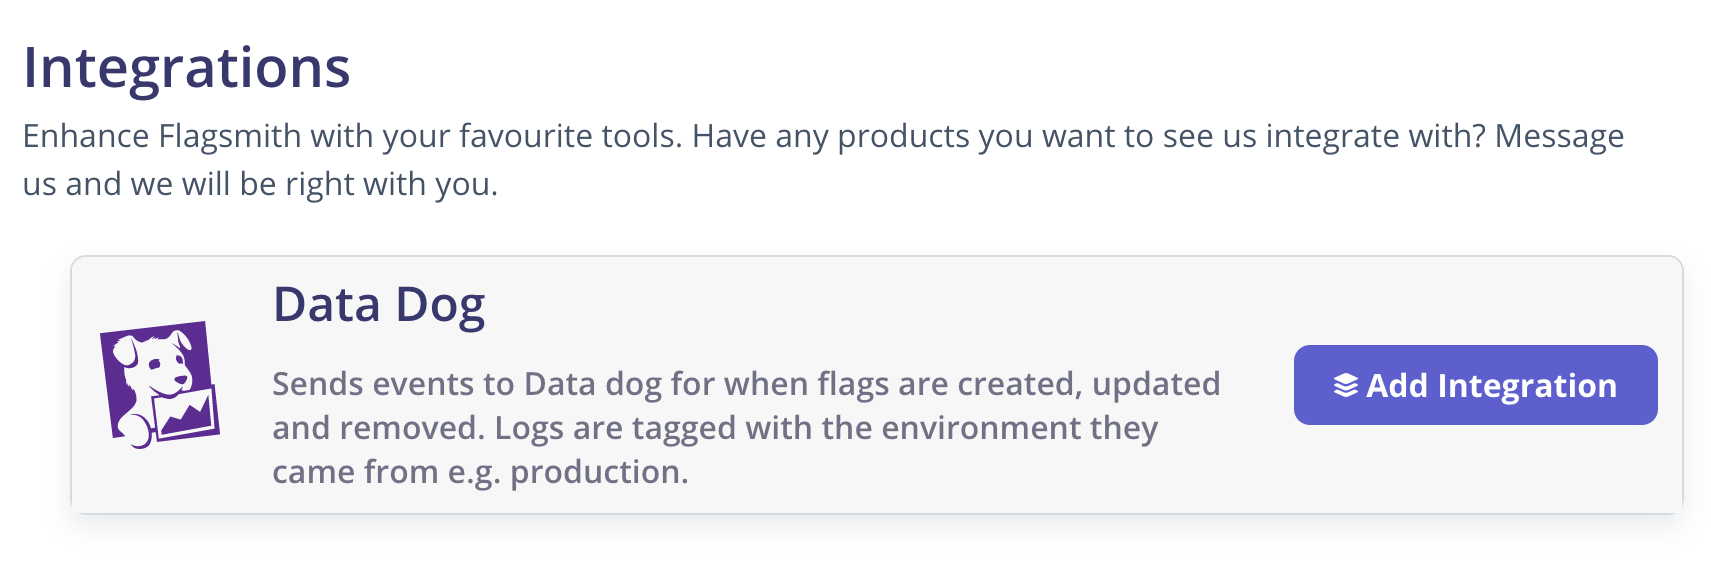 Integrations
Enhance Flagsmith with your favourite tools. Have any products you want to see us integrate with? Message
us and we will be right with you.
Data Dog
Sends events to Data dog for when flags are created, updated
and removed. Logs are tagged with the environment they
came from e.g. production.
Add Integration